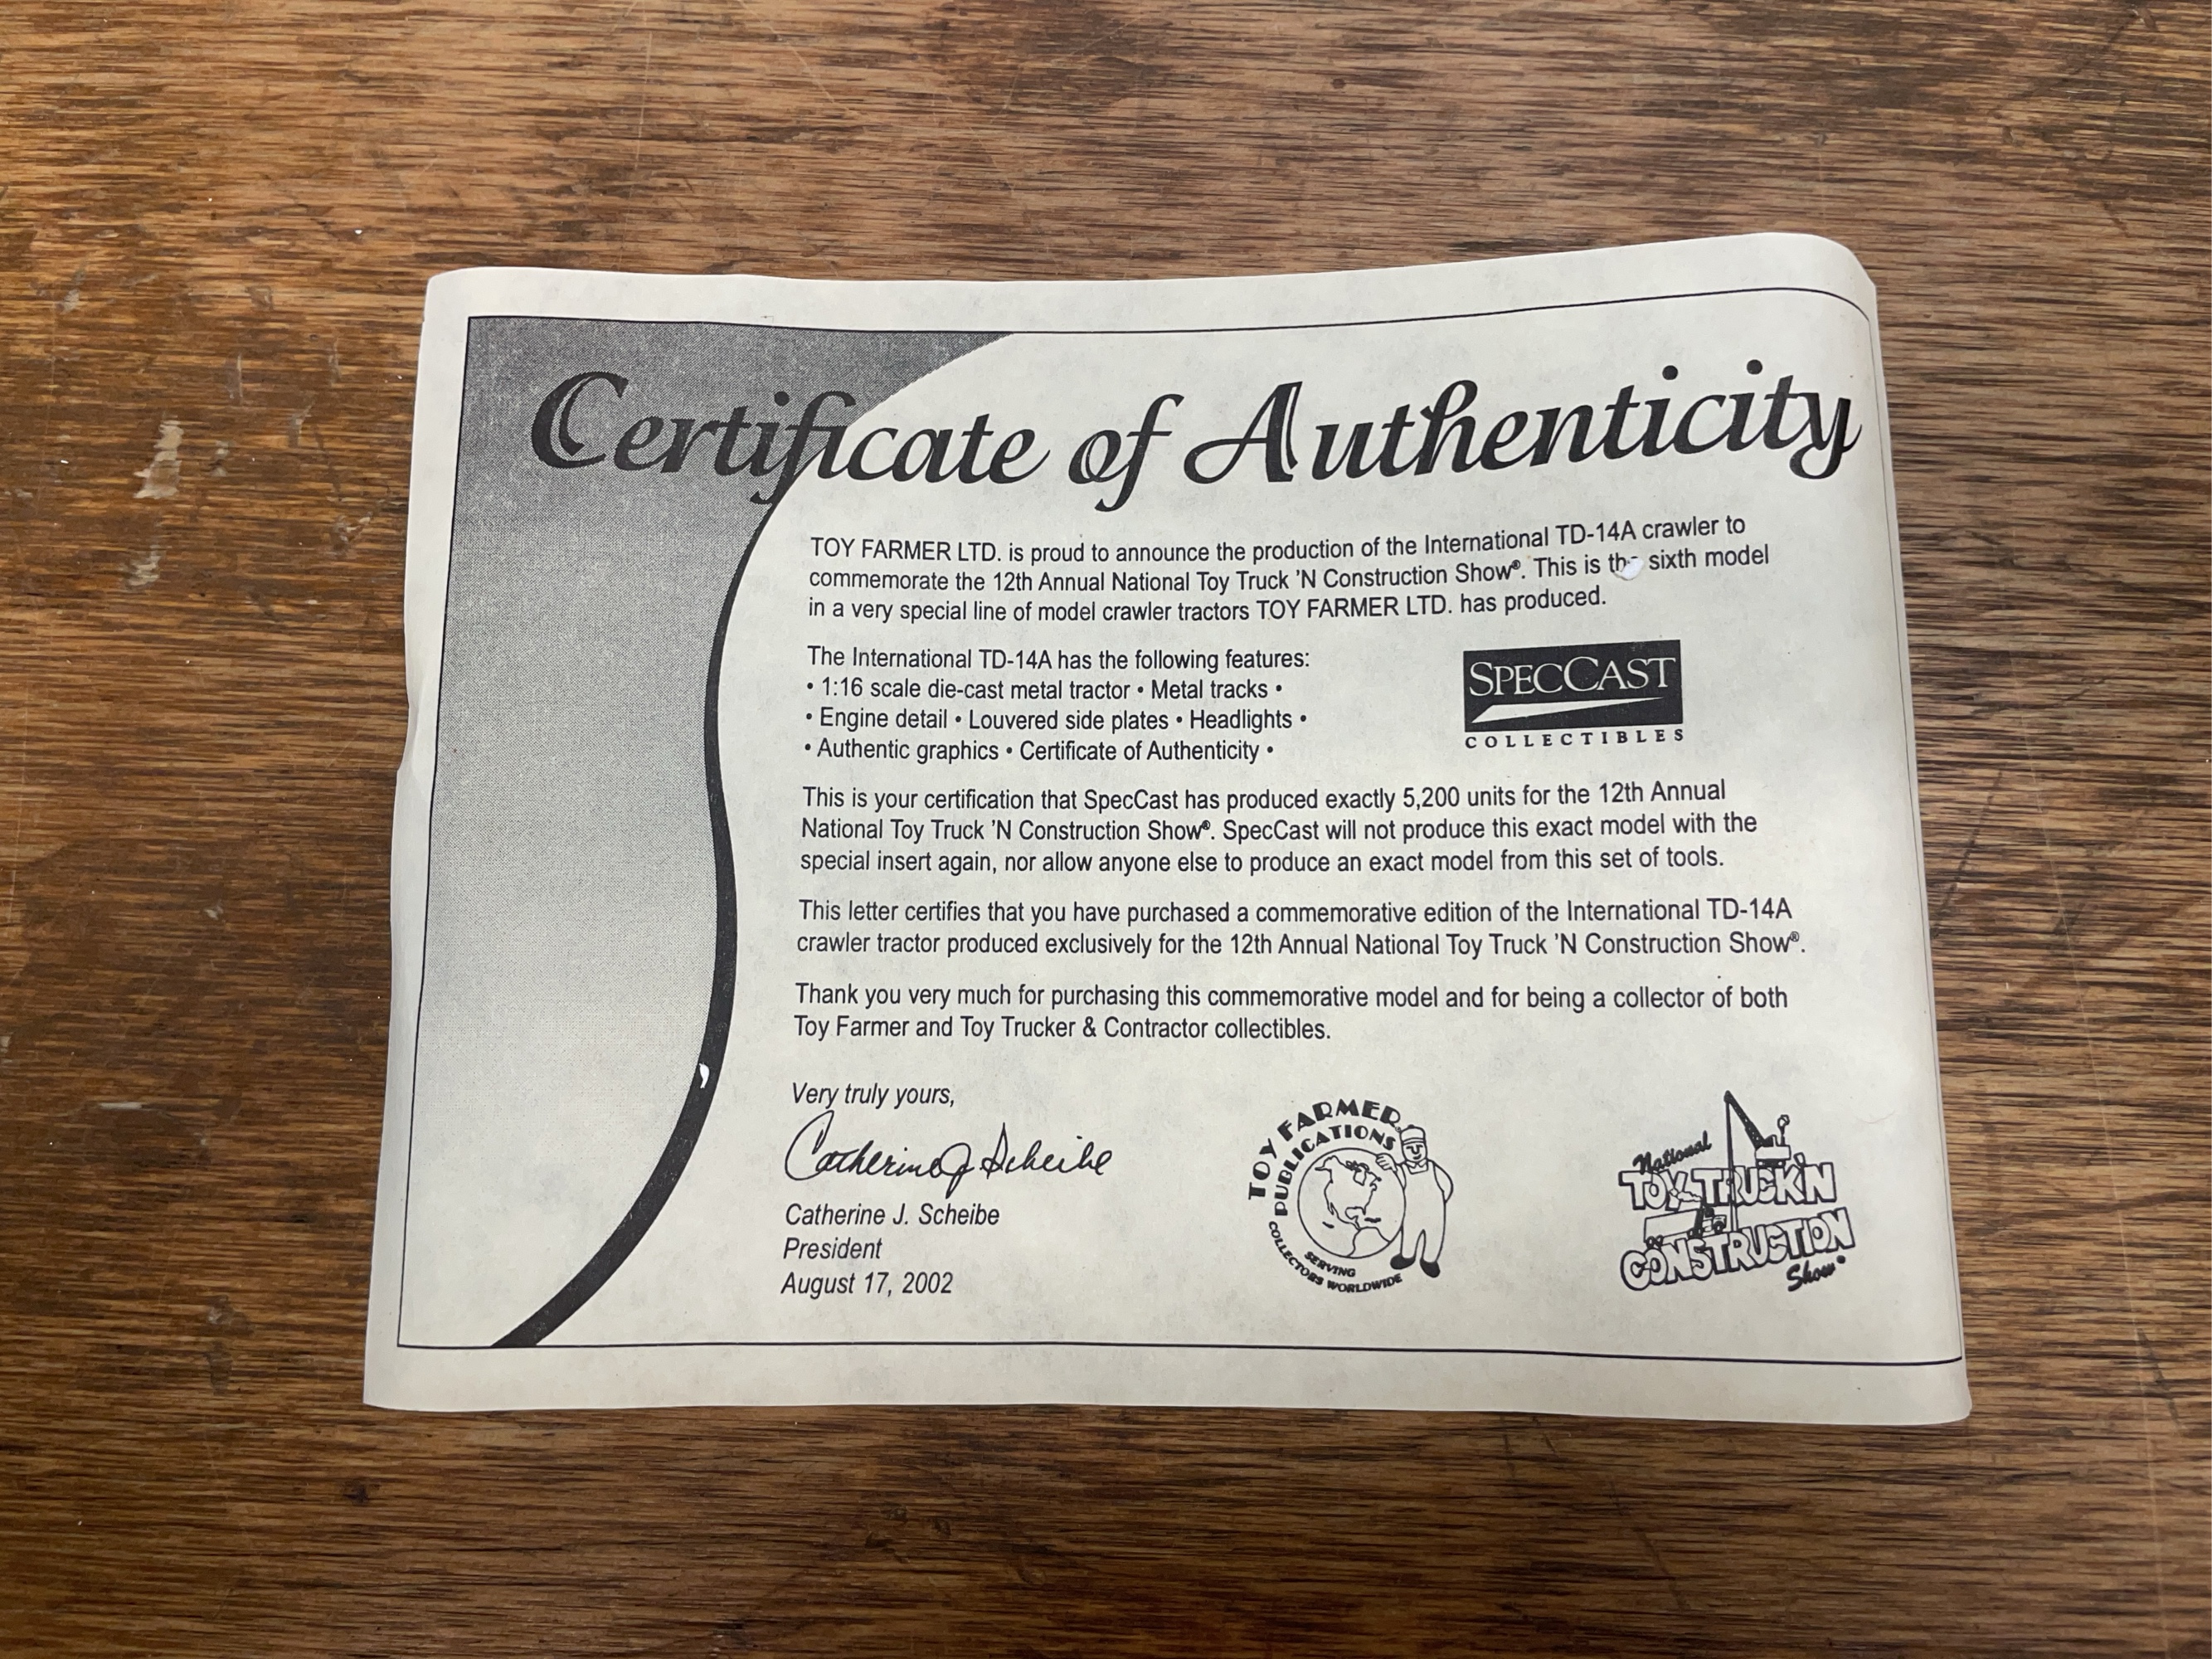 Certificate of Authenticity
TOY FARMER LTD. is proud to announce the production of the International TD-14A crawler to
commemorate the 12th Annual National Toy Truck 'N Construction Show®. This is the sixth model
in a very special line of model crawler tractors TOY FARMER LTD. has produced.
The International TD-14A has the following features:
• 1:16 scale die-cast metal tractor • Metal tracks •
• Engine detail • Louvered side plates • Headlights •
• Authentic graphics • Certificate of Authenticity •
SPECCAST
COLLECTIBLES
This is your certification that SpecCast has produced exactly 5,200 units for the 12th Annual
National Toy Truck 'N Construction Show®. SpecCast will not produce this exact model with the
special insert again, nor allow anyone else to produce an exact model from this set of tools.
This letter certifies that you have purchased a commemorative edition of the International TD-14A
crawler tractor produced exclusively for the 12th Annual National Toy Truck 'N Construction Show®.
Thank you very much for purchasing this commemorative model and for being a collector of both
Toy Farmer and Toy Trucker & Contractor collectibles.
Very truly yours,
Catherine J Scheibe
Catherine J. Scheibe
President
August 17, 2002
TOY FARMER
PUBLICATIONS
SERVING
COLLECTORS WORLDWIDE
National
TOY TRUCK'N
CONSTRUCTION
Show®